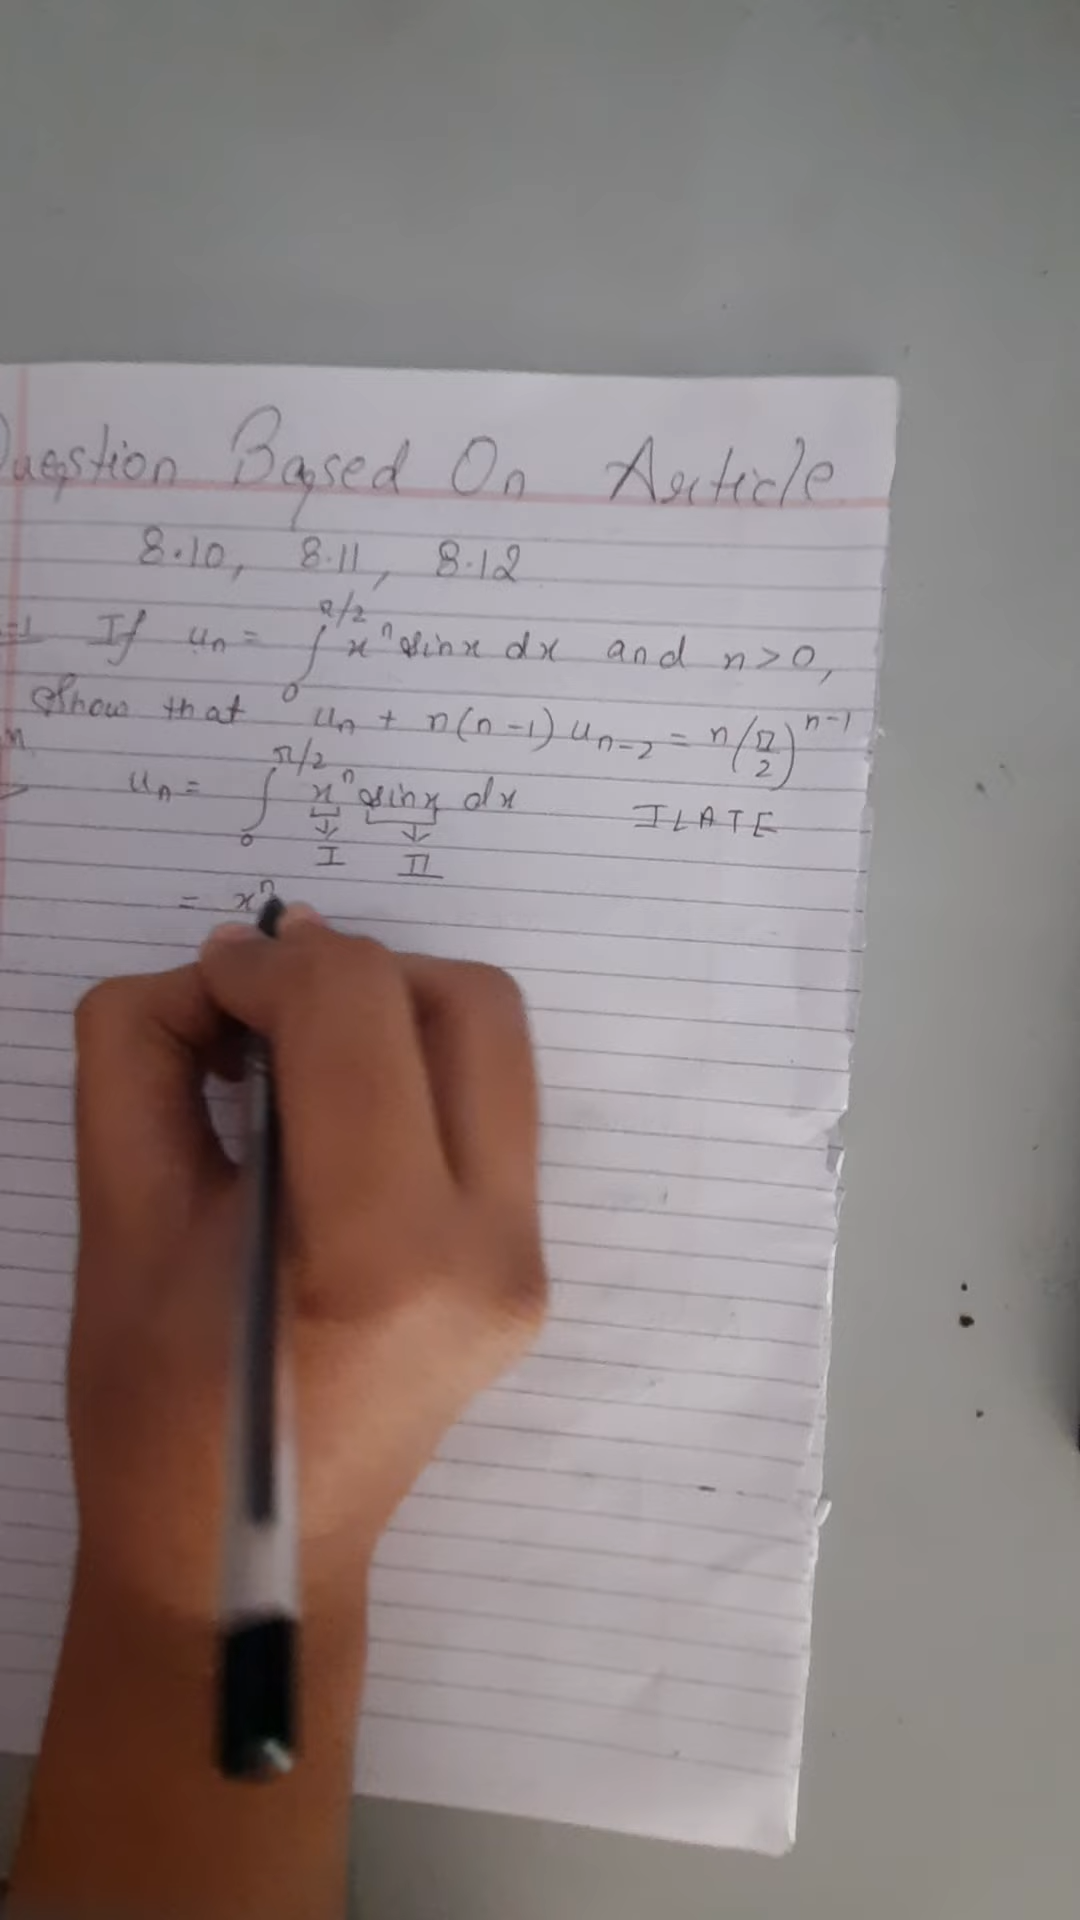 Question Based On Article
8.10, 8.11, 8.12
If uₙ = ∫₀^(π/2) xⁿ sinx dx and n>0,
Show that uₙ + n(n-1) uₙ₋₂ = n(π/2)ⁿ⁻¹
uₙ = ∫₀^(π/2) xⁿ sinx dx ILATE
I II
= xⁿ